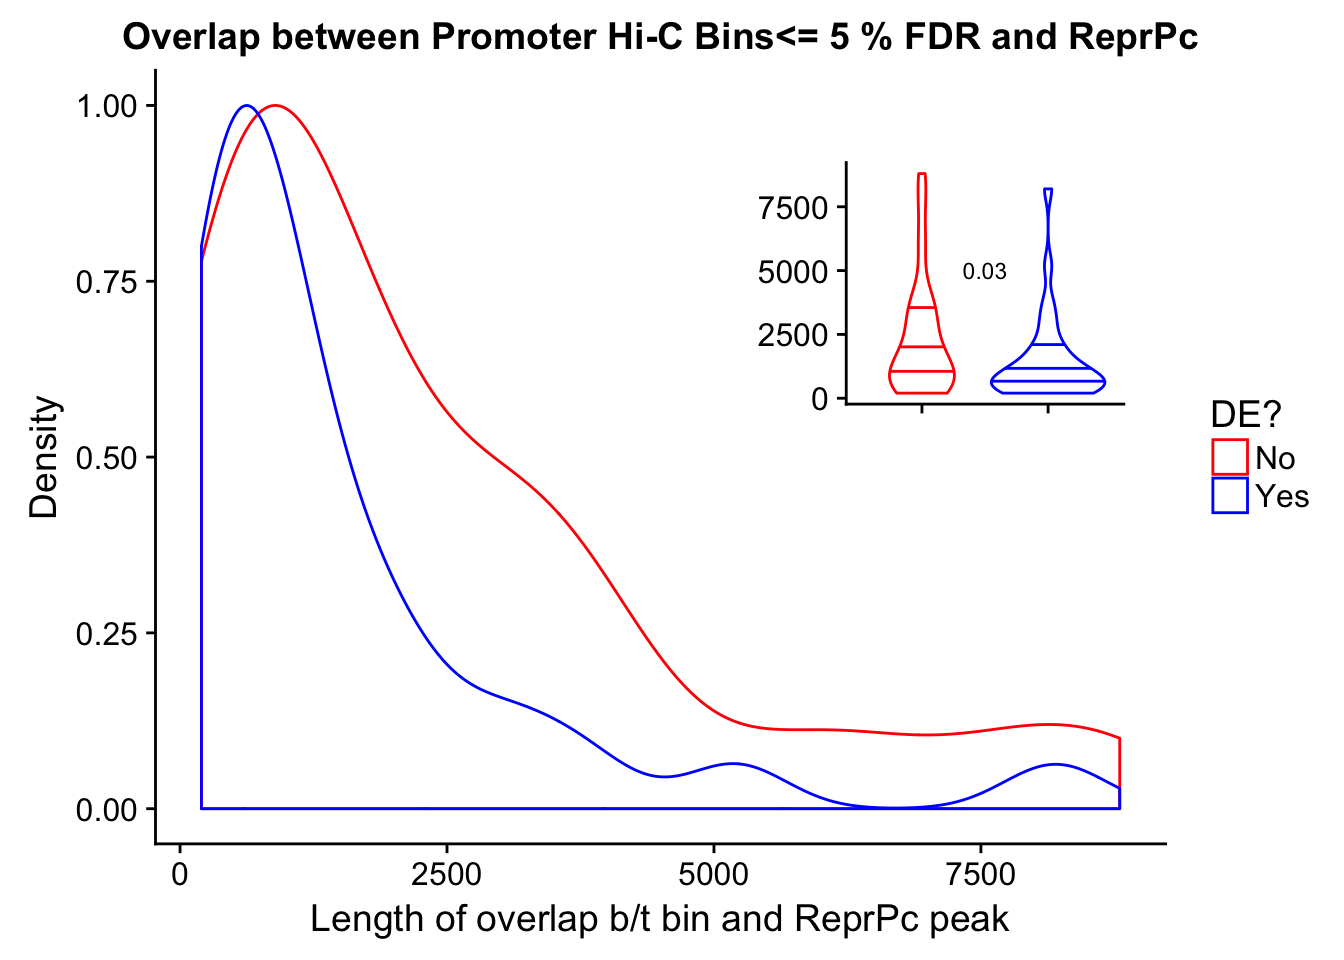 Overlap between Promoter Hi-C Bins<= 5 % FDR and ReprPc
1.00
0.75
0.50
0.25
0.00
Density
0
2500
5000
7500
Length of overlap b/t bin and ReprPc peak
7500
5000
2500
0
0.03
DE?
No
Yes